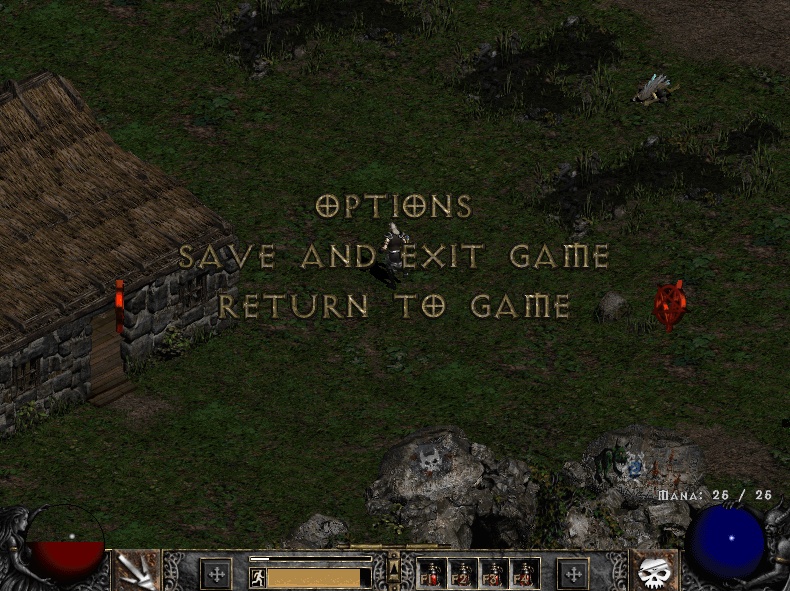 OPTIONS
SAVE AND EXIT GAME
RETURN TO GAME
MANA: 26 / 26
F1 F2 F3 F4